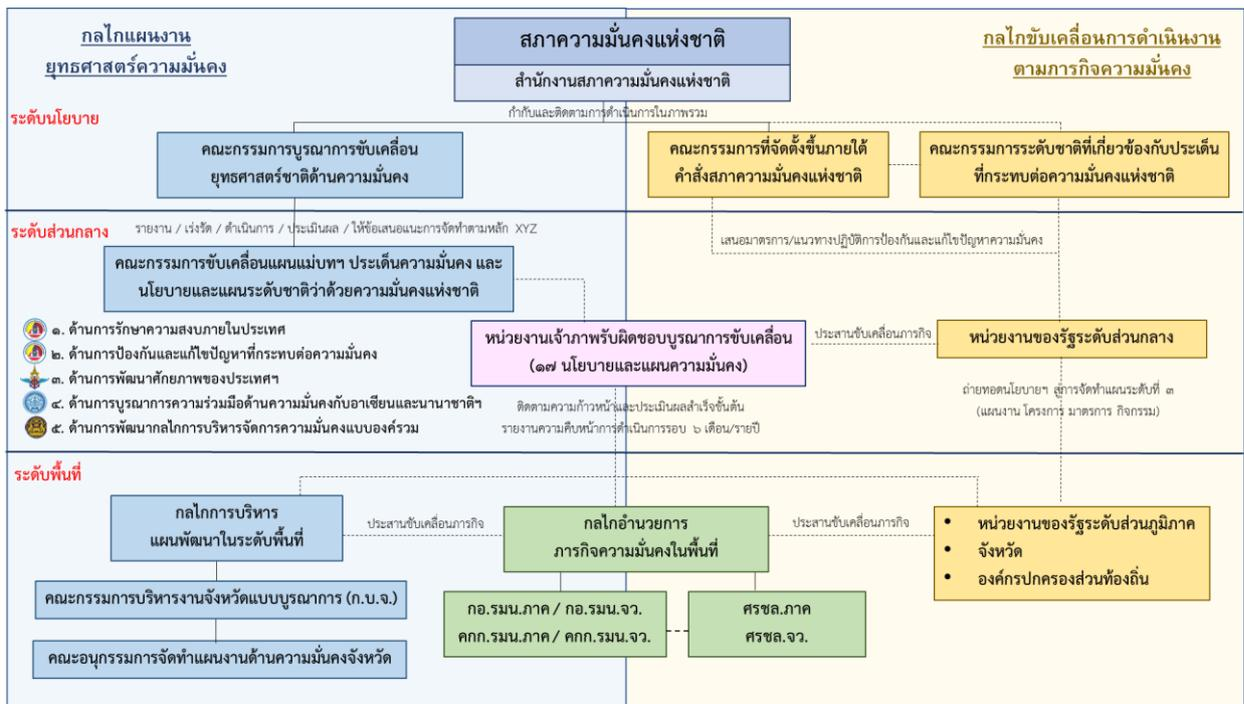 กลไกแผนงาน
ยุทธศาสตร์ความมั่นคง
สภาความมั่นคงแห่งชาติ
สำนักงานสภาความมั่นคงแห่งชาติ
กลไกขับเคลื่อนการดำเนินงาน
ตามภารกิจความมั่นคง
กำกับและติดตามการดำเนินการในภาพรวม
ระดับนโยบาย
คณะกรรมการบูรณาการขับเคลื่อน
ยุทธศาสตร์ชาติด้านความมั่นคง
คณะกรรมการที่จัดตั้งขึ้นภายใต้
คำสั่งสภาความมั่นคงแห่งชาติ
คณะกรรมการระดับชาติที่เกี่ยวข้องกับประเด็น
ที่กระทบต่อความมั่นคงแห่งชาติ
ระดับส่วนกลาง
รายงาน / เร่งรัด / ดำเนินการ / ประเมินผล / ให้ข้อเสนอแนะการจัดทำตามหลัก XYZ
เสนอมาตรการ/แนวทางปฏิบัติการป้องกันและแก้ไขปัญหาความมั่นคง
คณะกรรมการขับเคลื่อนแผนแม่บทฯ ประเด็นความมั่นคง และ
นโยบายและแผนระดับชาติว่าด้วยความมั่นคงแห่งชาติ
๑. ด้านการรักษาความสงบภายในประเทศ
๒. ด้านการป้องกันและแก้ไขปัญหาที่กระทบต่อความมั่นคง
๓. ด้านการพัฒนาศักยภาพของประเทศฯ
๔. ด้านการบูรณาการความร่วมมือด้านความมั่นคงกับอาเซียนและนานาชาติฯ
๕. ด้านการพัฒนากลไกการบริหารจัดการความมั่นคงแบบองค์รวม
หน่วยงานเจ้าภาพรับผิดชอบบูรณาการขับเคลื่อน
(๑๗ นโยบายและแผนความมั่นคง)
ประสานขับเคลื่อนภารกิจ
หน่วยงานของรัฐระดับส่วนกลาง
ติดตามความก้าวหน้าและประเมินผลสำเร็จขั้นต้น
รายงานความคืบหน้าการดำเนินการรอบ ๖ เดือน/รายปี
ถ่ายทอดนโยบายฯ สู่การจัดทำแผนระดับที่ ๓
(แผนงาน โครงการ มาตรการ กิจกรรม)
ระดับพื้นที่
กลไกการบริหาร
แผนพัฒนาในระดับพื้นที่
ประสานขับเคลื่อนภารกิจ
กลไกอำนวยการ
ภารกิจความมั่นคงในพื้นที่
ประสานขับเคลื่อนภารกิจ
• หน่วยงานของรัฐระดับส่วนภูมิภาค
• จังหวัด
• องค์กรปกครองส่วนท้องถิ่น
คณะกรรมการบริหารงานจังหวัดแบบบูรณาการ (ก.บ.จ.)
คณะอนุกรรมการจัดทำแผนงานด้านความมั่นคงจังหวัด
กอ.รมน.ภาค / กอ.รมน.จว.
คกก.รมน.ภาค / คกก.รมน.จว.
ศรชล.ภาค
ศรชล.จว.